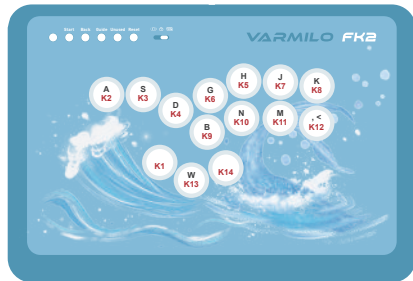 Start Back Guide Unused Reset
VARMILO FK2
A K2
S K3
D K4
G K6
H K5
J K7
K K8
B K9
N K10
M K11
, < K12
K1
W K13
K14